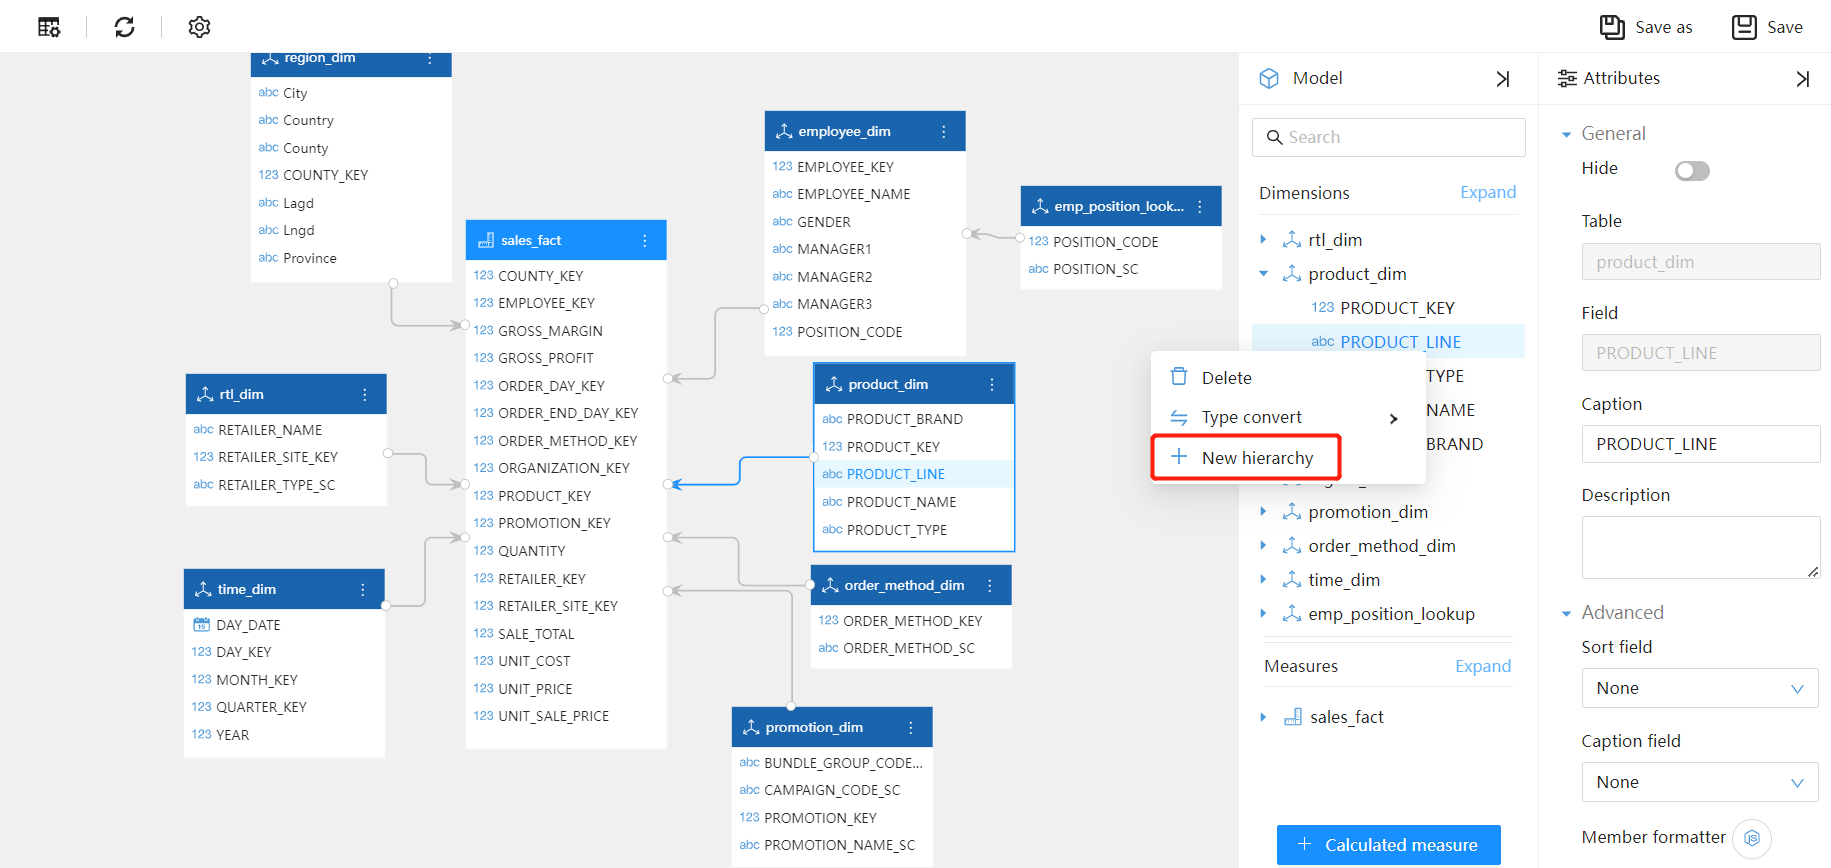 Save as
Save
region_dim
abc City
abc Country
abc County
123 COUNTY_KEY
abc Lagd
abc Lngd
abc Province
sales_fact
123 COUNTY_KEY
123 EMPLOYEE_KEY
123 GROSS_MARGIN
123 GROSS_PROFIT
123 ORDER_DAY_KEY
123 ORDER_END_DAY_KEY
123 ORDER_METHOD_KEY
123 ORGANIZATION_KEY
123 PRODUCT_KEY
123 PROMOTION_KEY
123 QUANTITY
123 RETAILER_KEY
123 RETAILER_SITE_KEY
123 SALE_TOTAL
123 UNIT_COST
123 UNIT_PRICE
123 UNIT_SALE_PRICE
rtl_dim
abc RETAILER_NAME
123 RETAILER_SITE_KEY
abc RETAILER_TYPE_SC
time_dim
15 DAY_DATE
123 DAY_KEY
123 MONTH_KEY
123 QUARTER_KEY
123 YEAR
employee_dim
123 EMPLOYEE_KEY
abc EMPLOYEE_NAME
abc GENDER
abc MANAGER1
abc MANAGER2
abc MANAGER3
123 POSITION_CODE
emp_position_look...
123 POSITION_CODE
abc POSITION_SC
product_dim
abc PRODUCT_BRAND
123 PRODUCT_KEY
abc PRODUCT_LINE
abc PRODUCT_NAME
abc PRODUCT_TYPE
order_method_dim
123 ORDER_METHOD_KEY
abc ORDER_METHOD_SC
promotion_dim
abc BUNDLE_GROUP_CODE...
abc CAMPAIGN_CODE_SC
123 PROMOTION_KEY
abc PROMOTION_NAME_SC
Model
Search
Dimensions Expand
rtl_dim
product_dim
123 PRODUCT_KEY
abc PRODUCT_LINE
TYPE
NAME
BRAND
Delete
Type convert
New hierarchy
promotion_dim
order_method_dim
time_dim
emp_position_lookup
Measures Expand
sales_fact
Calculated measure
Attributes
General
Hide
Table
product_dim
Field
PRODUCT_LINE
Caption
PRODUCT_LINE
Description
Advanced
Sort field
None
Caption field
None
Member formatter